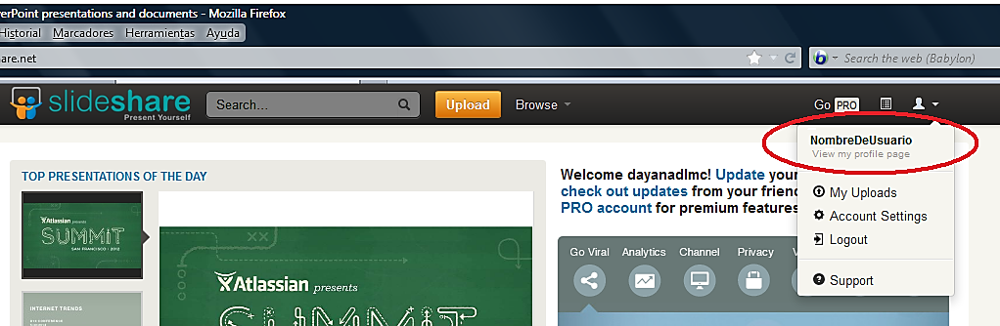 erPoint presentations and documents - Mozilla Firefox
Historial Marcadores Herramientas Ayuda
are.net
Search the web (Babylon)
slideshare
Present Yourself
Search...
Upload
Browse
Go PRO
NombreDeUsuario
View my profile page
My Uploads
Account Settings
Logout
Support
TOP PRESENTATIONS OF THE DAY
Atlassian presents
SUMMIT
SAN FRANCISCO - 2012
INTERNET TRENDS
Atlassian presents
SUMMIT
Welcome dayanadlmc! Update your
check out updates from your frien
PRO account for premium features
Go Viral Analytics Channel Privacy